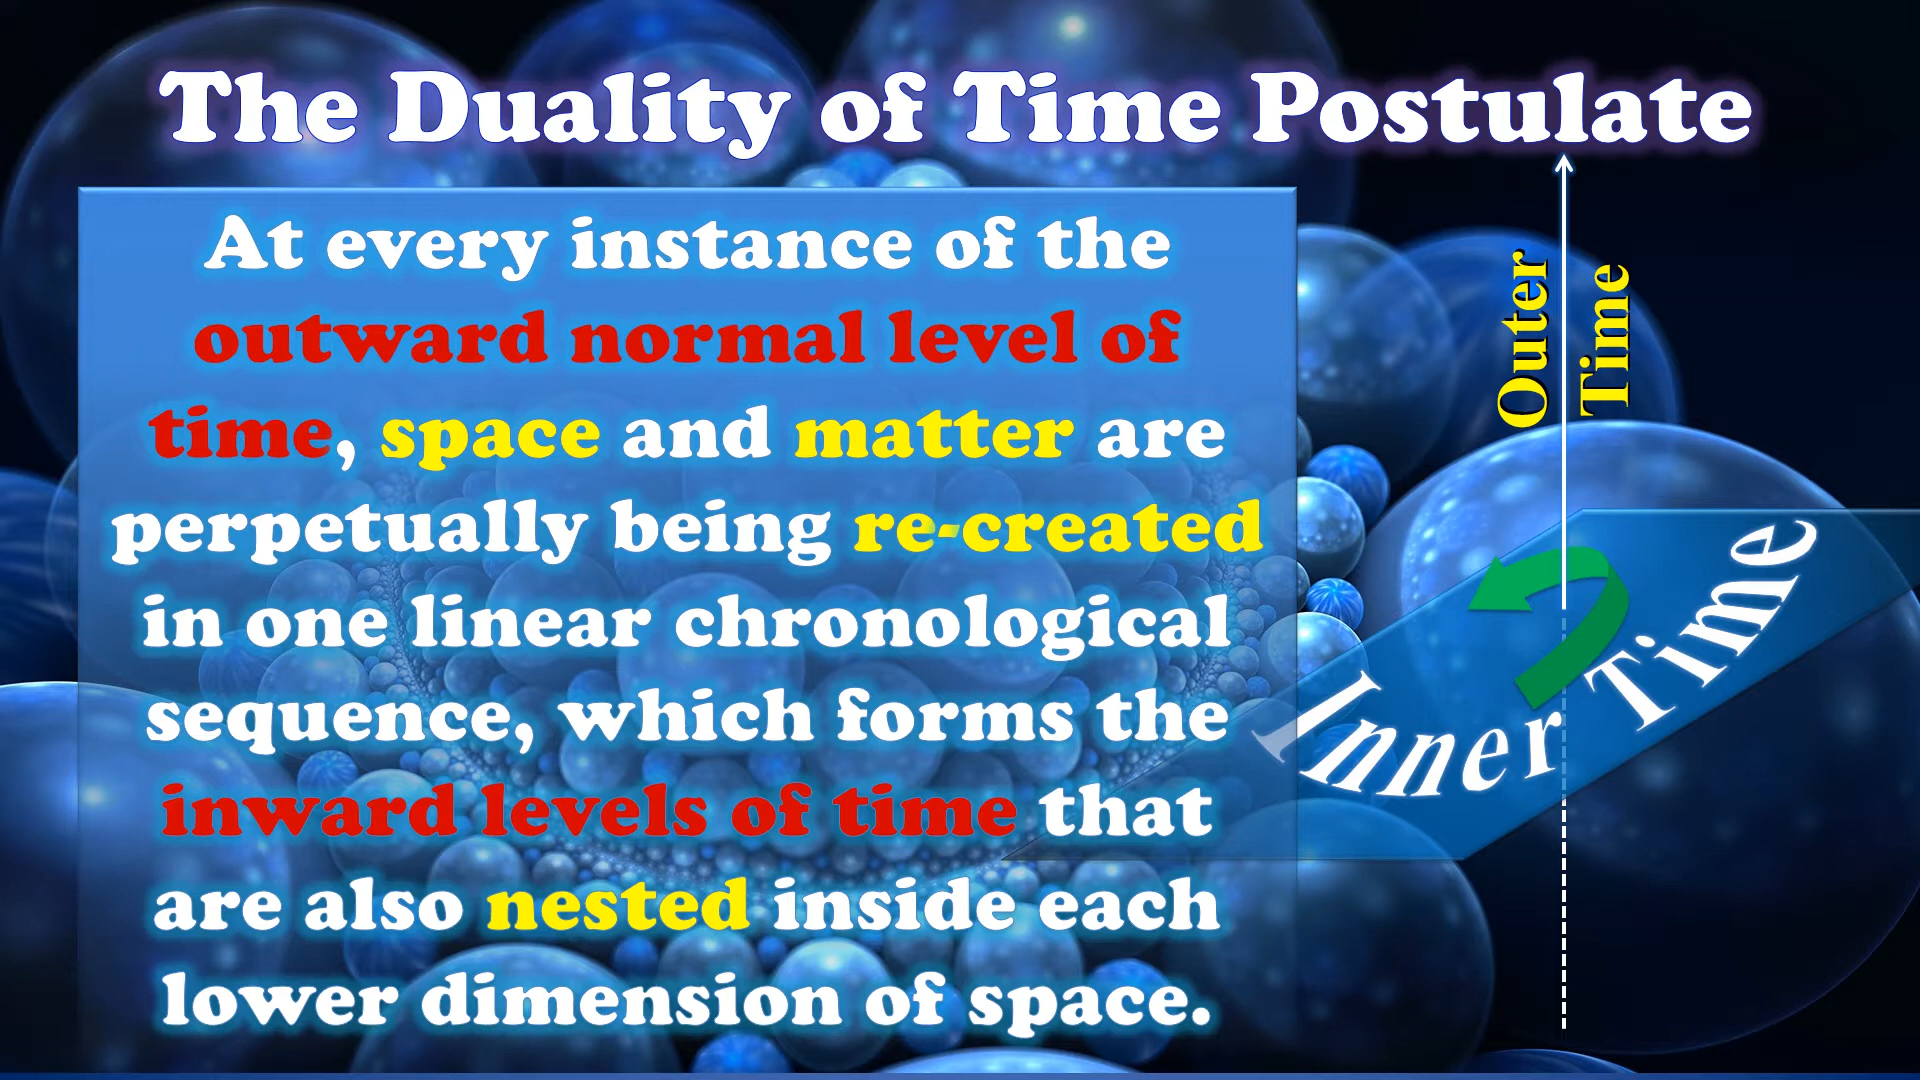 The Duality of Time Postulate
At every instance of the
outward normal level of
time, space and matter are
perpetually being re-created
in one linear chronological
sequence, which forms the
inward levels of time that
are also nested inside each
lower dimension of space.
Outer
Time
Inner Time